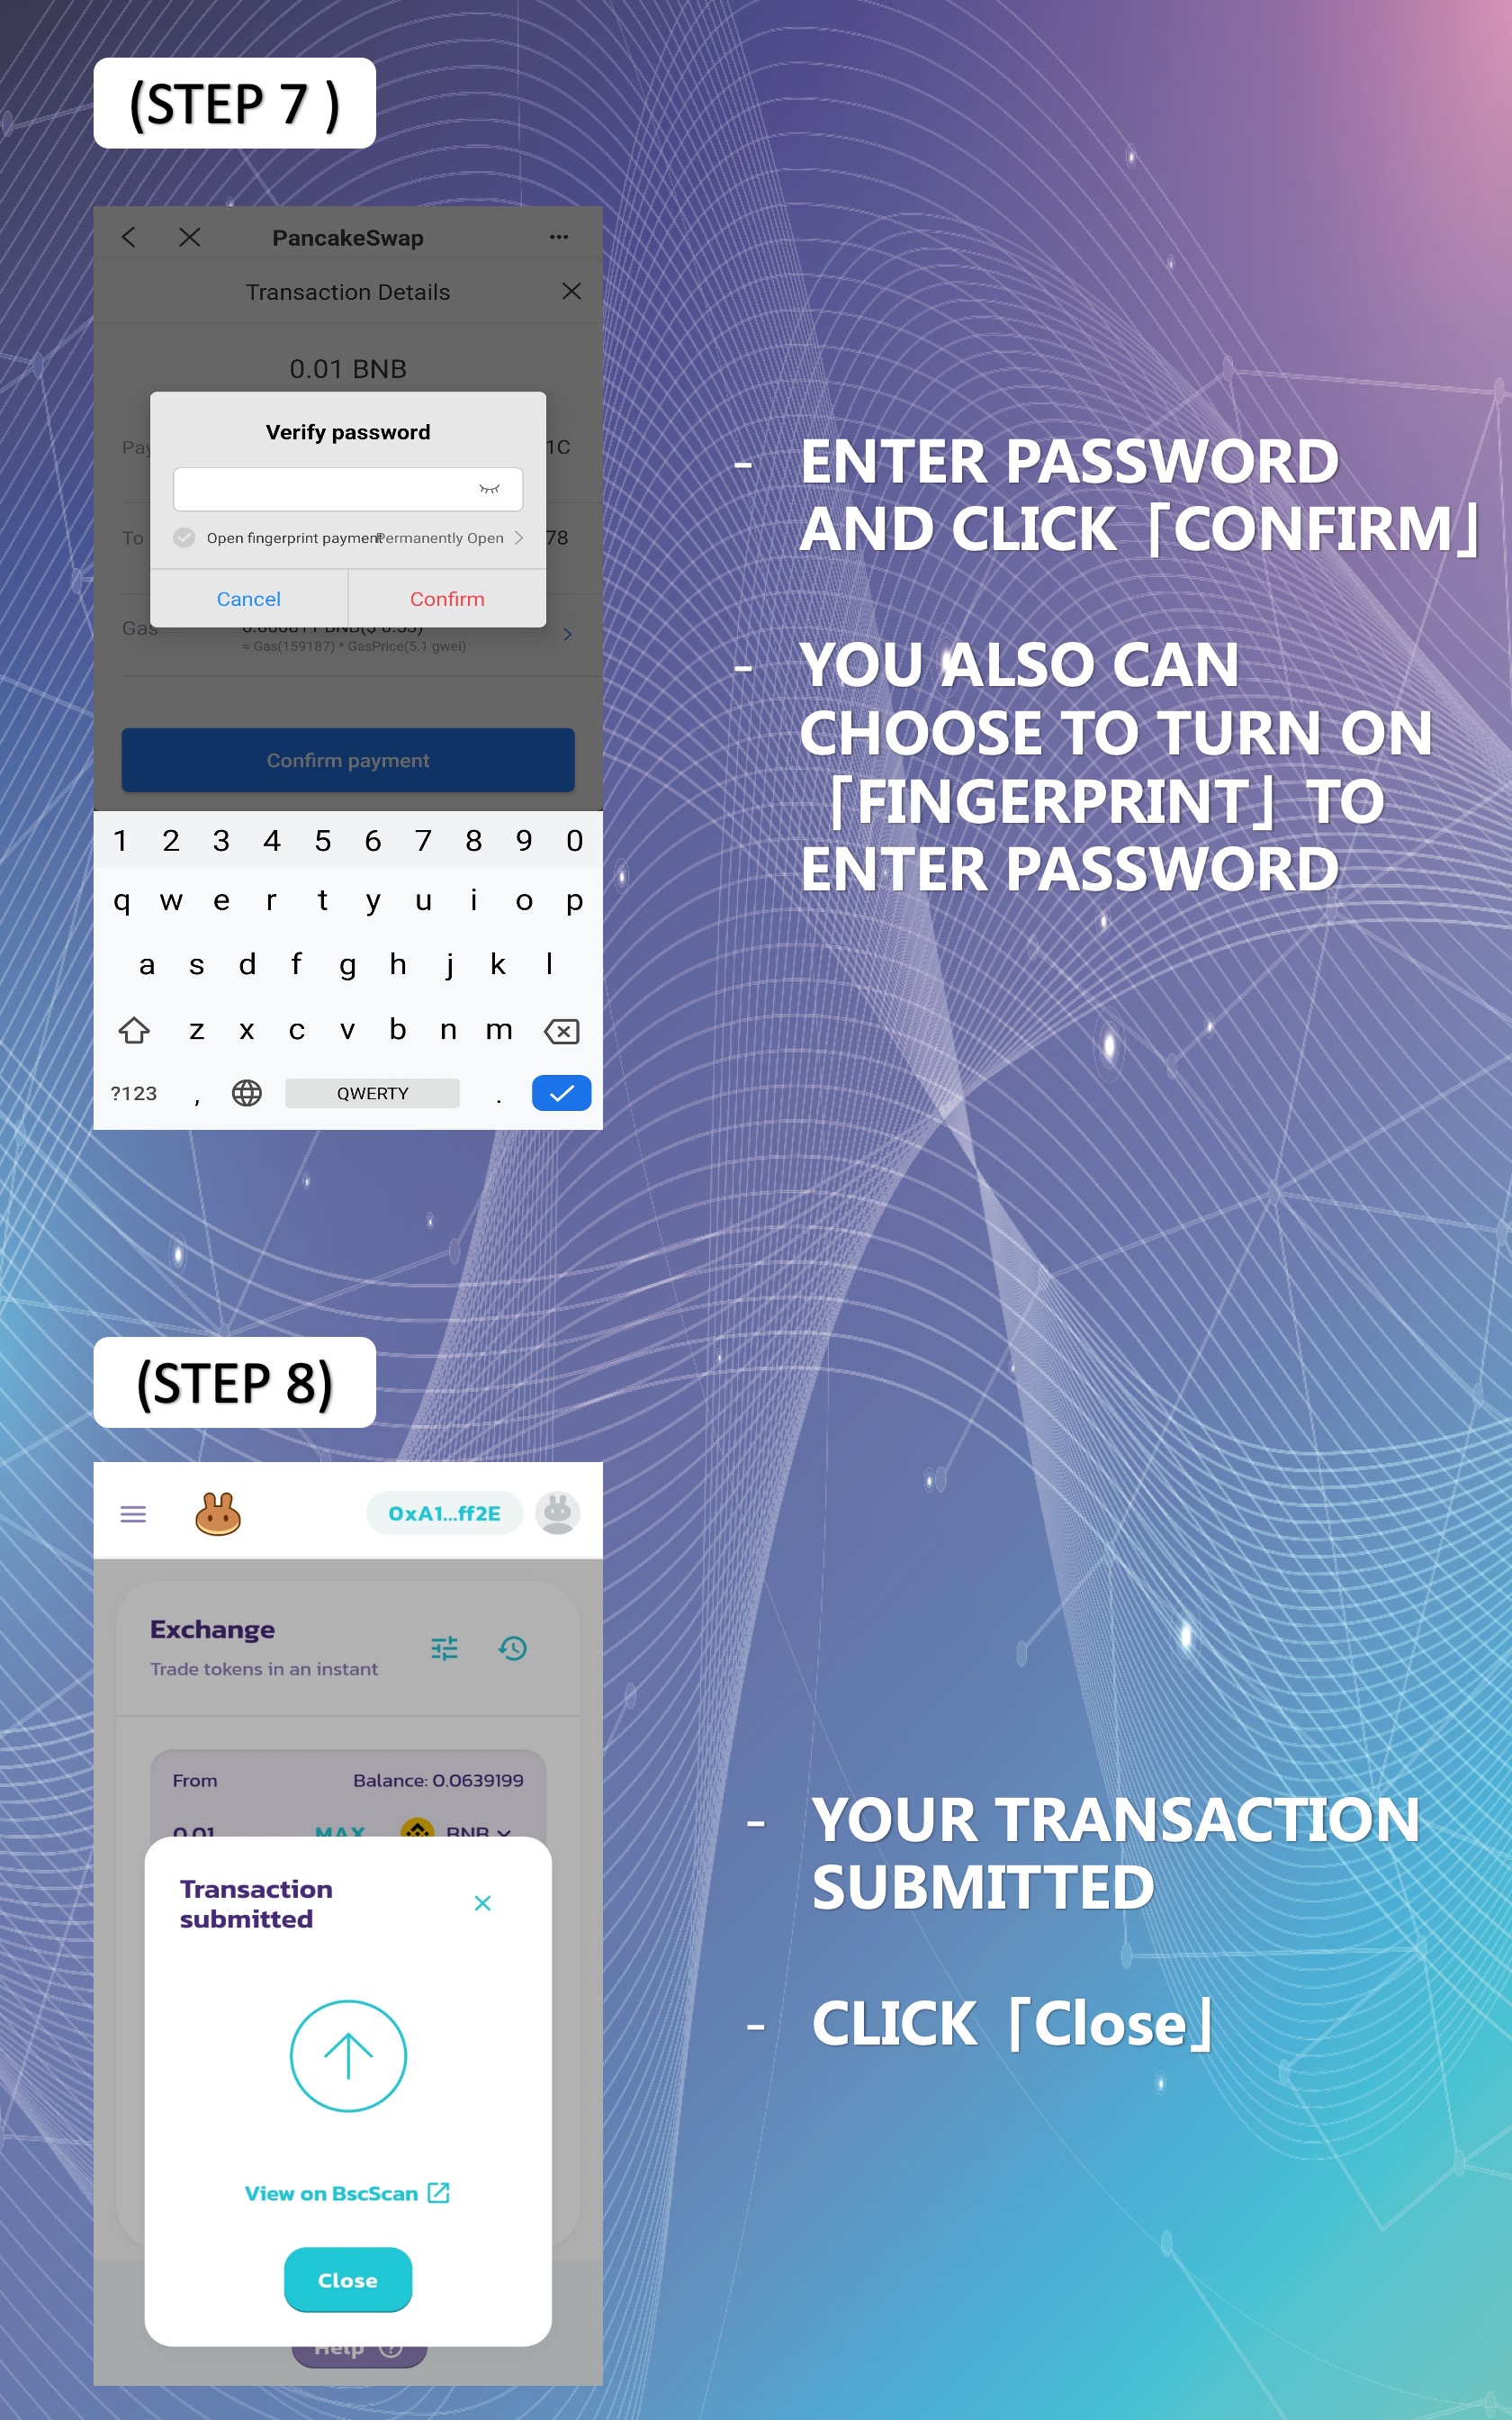 (STEP 7 )
PancakeSwap
Transaction Details
0.01 BNB
Verify password
Pay
1C
Open fingerprint payment
Permanently Open
To
78
Cancel
Confirm
Gas
≈ Gas(159187) * GasPrice(5.1 gwei)
Confirm payment
1 2 3 4 5 6 7 8 9 0
q w e r t y u i o p
a s d f g h j k l
z x c v b n m
?123 , QWERTY .
- ENTER PASSWORD
AND CLICK「CONFIRM」
- YOU ALSO CAN
CHOOSE TO TURN ON
「FINGERPRINT」TO
ENTER PASSWORD
(STEP 8)
0xA1...ff2E
Exchange
Trade tokens in an instant
From
Balance: 0.0639199
0.01 MAX BNB
Transaction
submitted
View on BscScan
Close
Help
- YOUR TRANSACTION
SUBMITTED
- CLICK「Close」